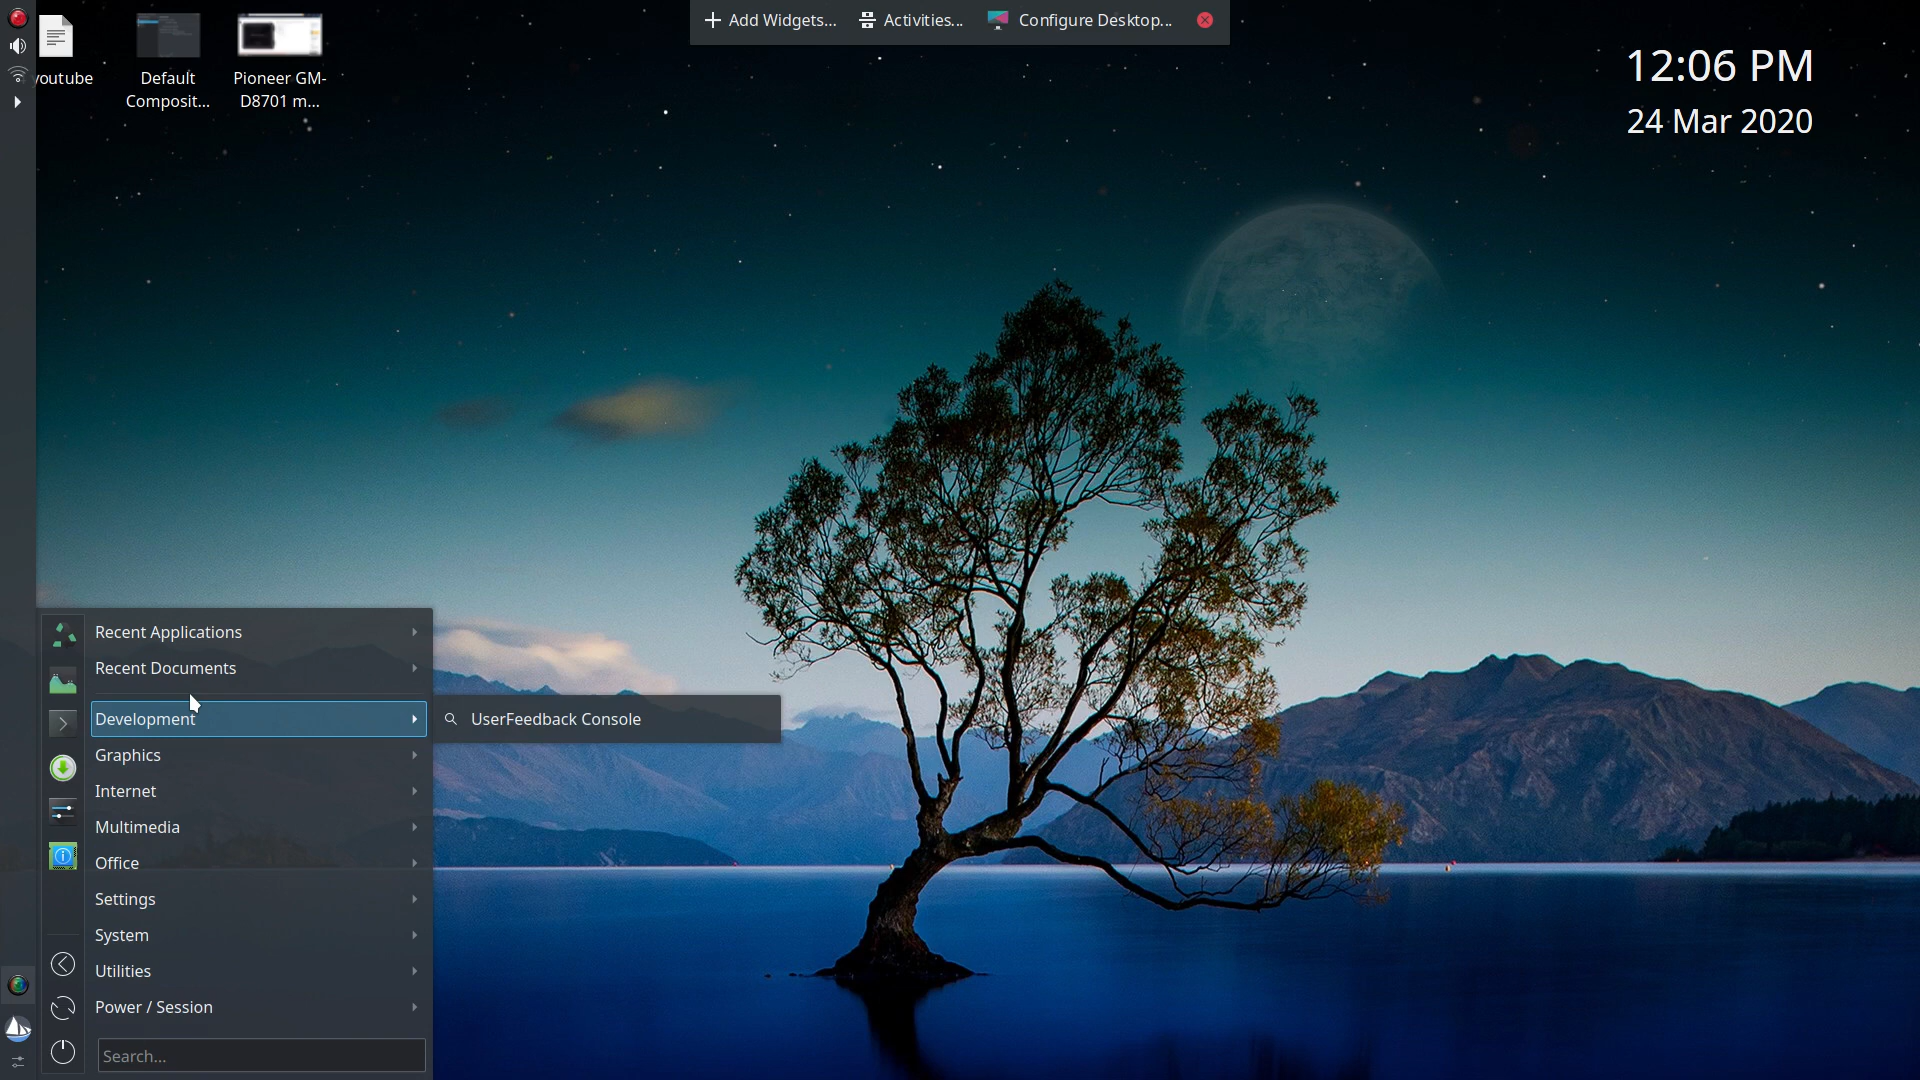 Add Widgets...
Activities...
Configure Desktop...
youtube
Default
Composit...
Pioneer GM-
D8701 m...
12:06 PM
24 Mar 2020
Recent Applications
Recent Documents
Development
UserFeedback Console
Graphics
Internet
Multimedia
Office
Settings
System
Utilities
Power / Session
Search...